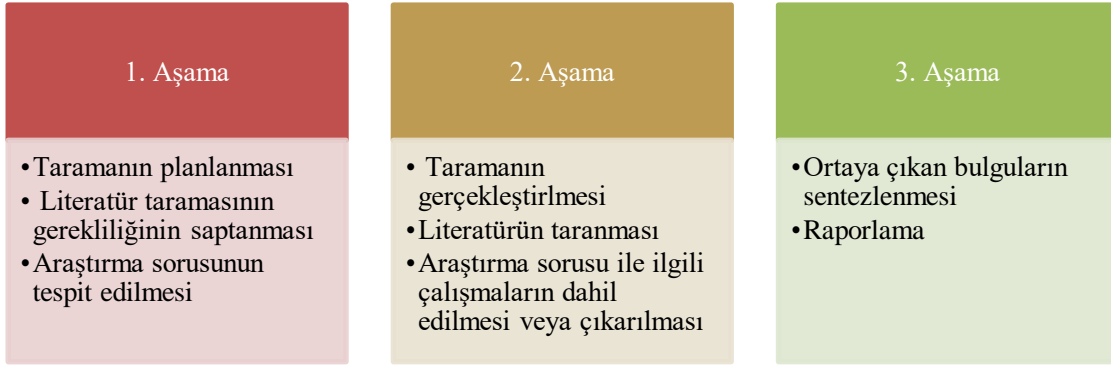 1. Aşama
•Taramanın planlanması
• Literatür taramasının
gerekliliğinin saptanması
•Araştırma sorusunun
tespit edilmesi
2. Aşama
• Taramanın
gerçekleştirilmesi
•Literatürün taranması
•Araştırma sorusu ile ilgili
çalışmaların dahil
edilmesi veya çıkarılması
3. Aşama
•Ortaya çıkan bulguların
sentezlenmesi
•Raporlama